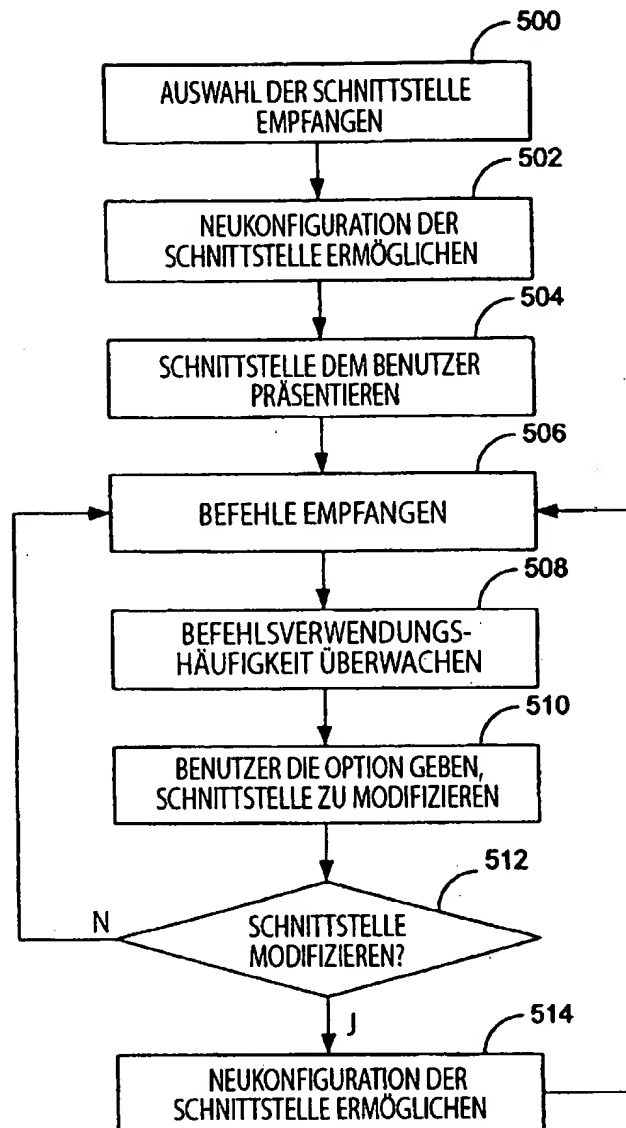 500
AUSWAHL DER SCHNITTSTELLE
EMPFANGEN
502
NEUKONFIGURATION DER
SCHNITTSTELLE ERMÖGLICHEN
504
SCHNITTSTELLE DEM BENUTZER
PRÄSENTIEREN
506
BEFEHLE EMPFANGEN
508
BEFEHLSVERWENDUNGS-
HÄUFIGKEIT ÜBERWACHEN
510
BENUTZER DIE OPTION GEBEN,
SCHNITTSTELLE ZU MODIFIZIEREN
512
N
SCHNITTSTELLE
MODIFIZIEREN?
J
514
NEUKONFIGURATION DER
SCHNITTSTELLE ERMÖGLICHEN